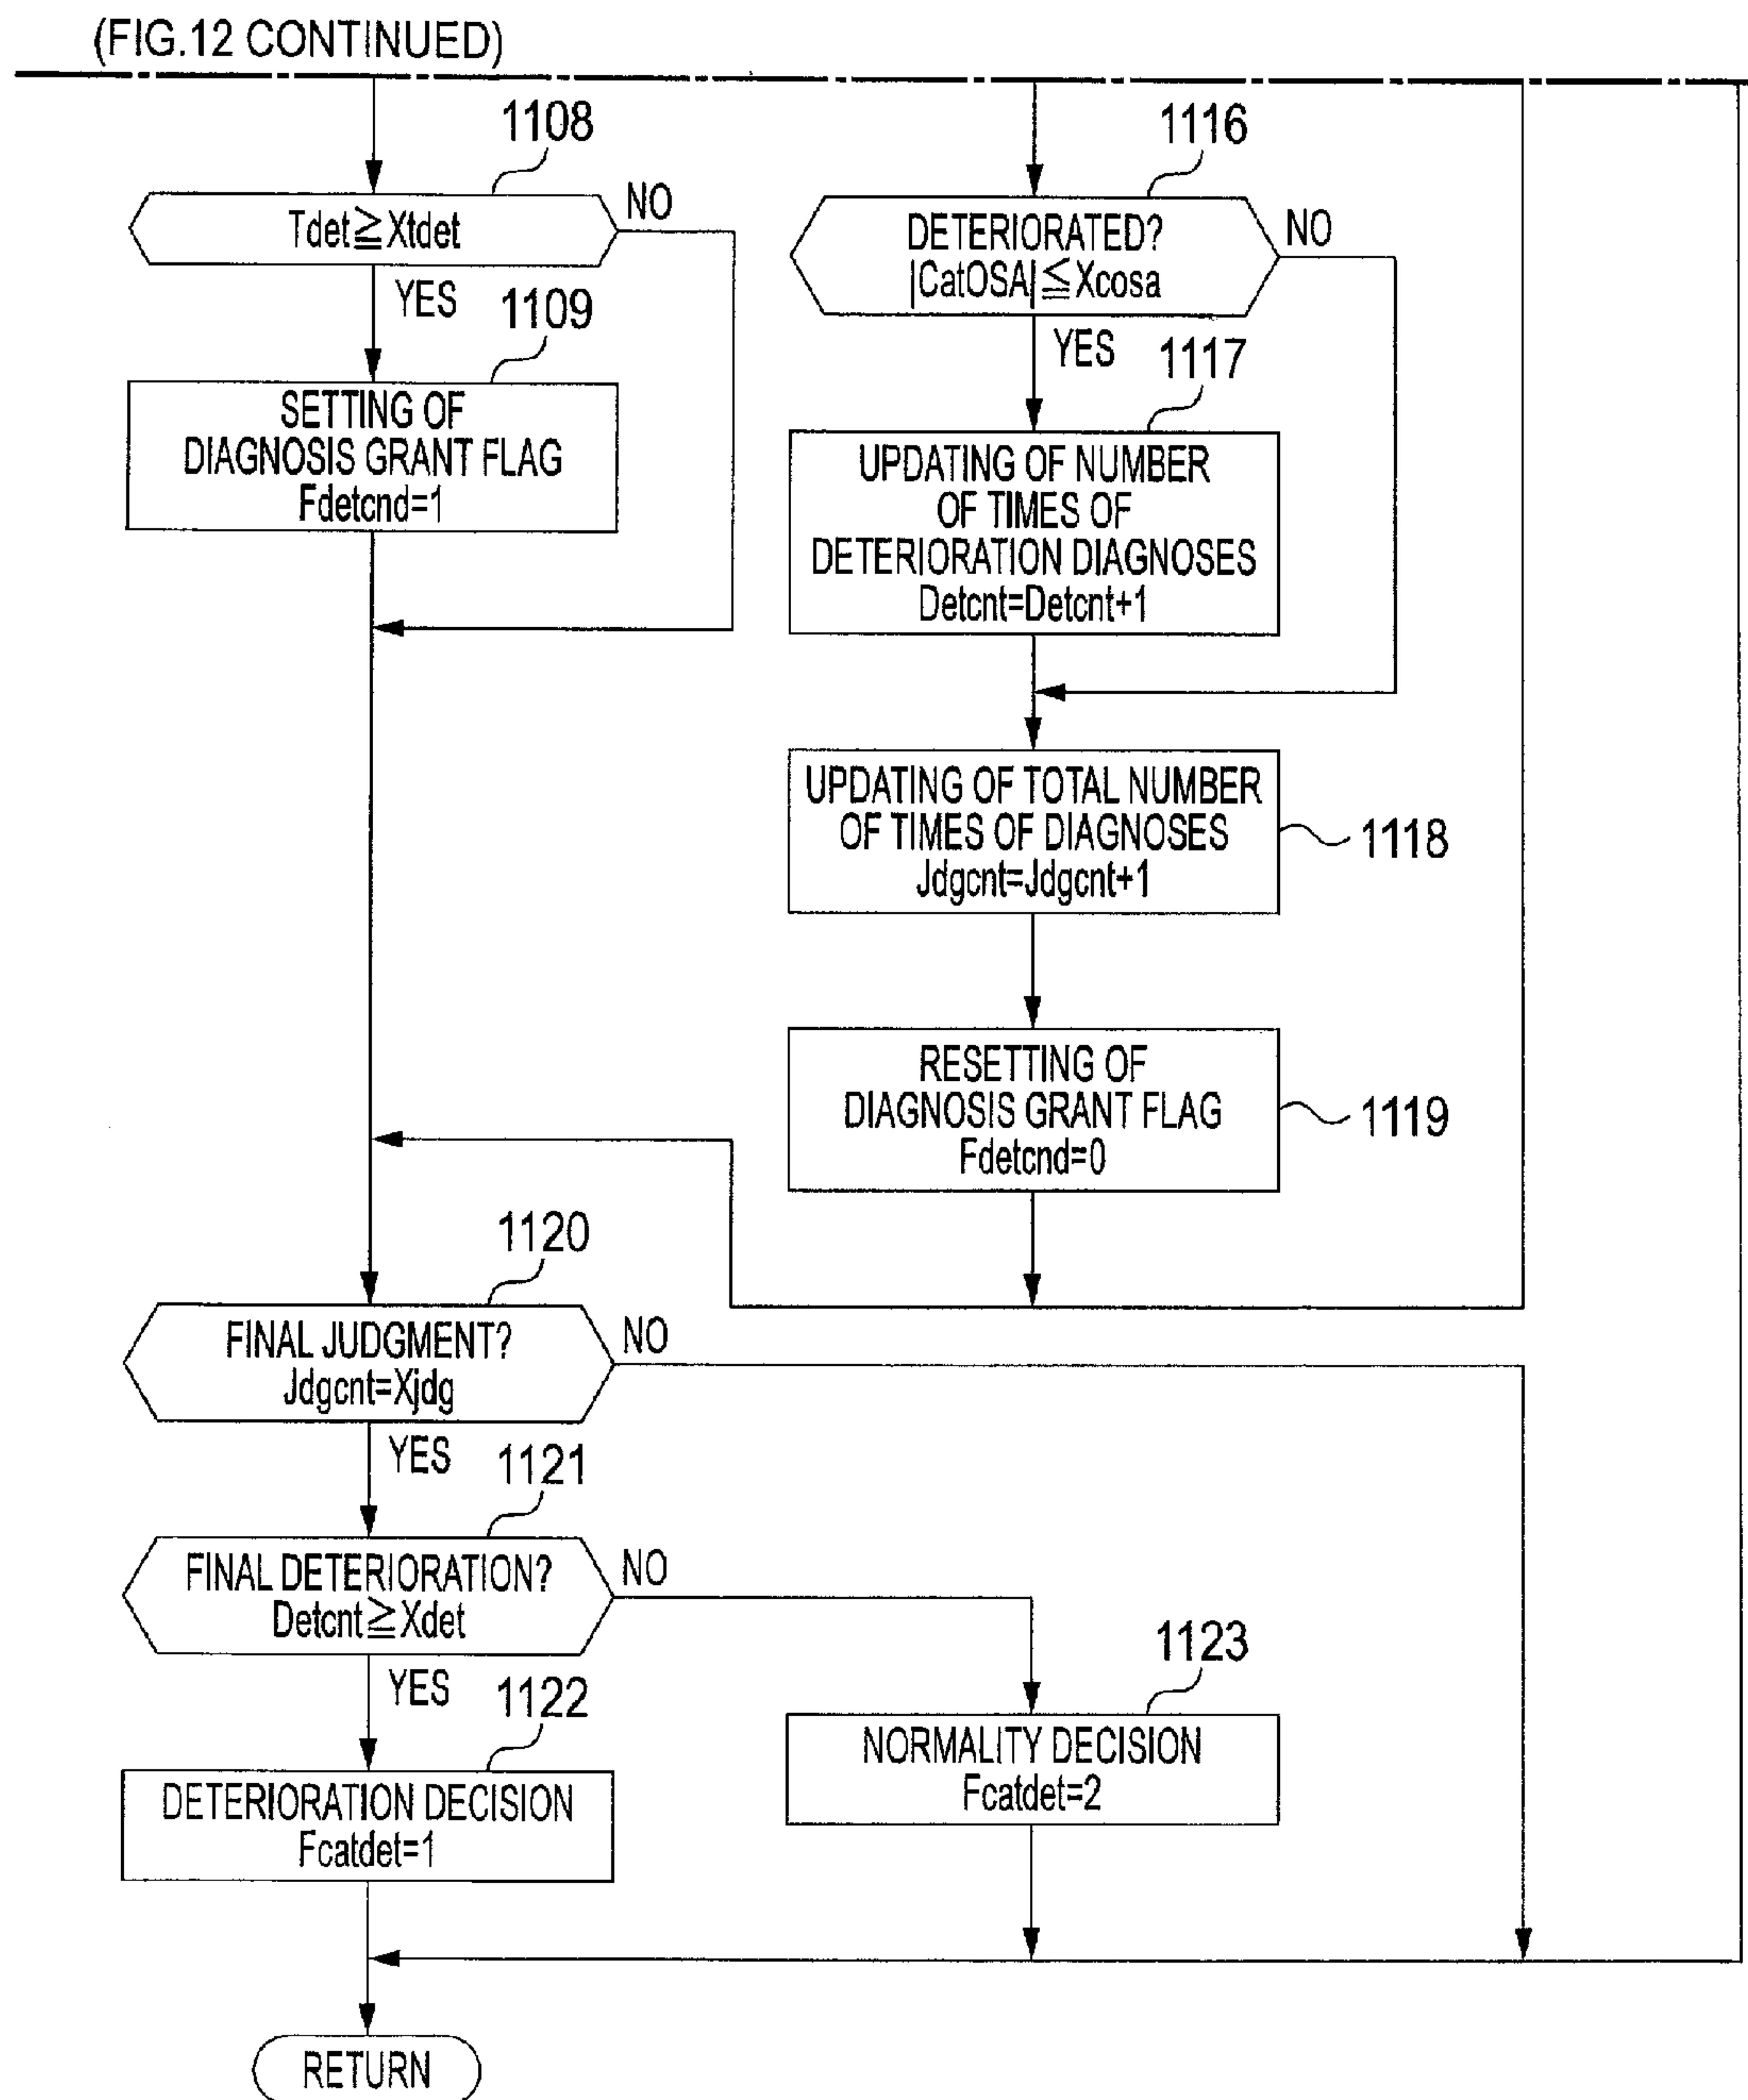 (FIG.12 CONTINUED)
1108
Tdet≧Xtdet
NO
YES
1109
SETTING OF
DIAGNOSIS GRANT FLAG
Fdetcnd=1
1116
DETERIORATED?
|CatOSA|≦Xcosa
NO
YES
1117
UPDATING OF NUMBER
OF TIMES OF
DETERIORATION DIAGNOSES
Detcnt=Detcnt+1
UPDATING OF TOTAL NUMBER
OF TIMES OF DIAGNOSES
Jdgcnt=Jdgcnt+1
1118
RESETTING OF
DIAGNOSIS GRANT FLAG
Fdetcnd=0
1119
1120
FINAL JUDGMENT?
Jdgcnt=Xjdg
NO
YES
1121
FINAL DETERIORATION?
Detcnt≧Xdet
NO
YES
1122
DETERIORATION DECISION
Fcatdet=1
1123
NORMALITY DECISION
Fcatdet=2
RETURN